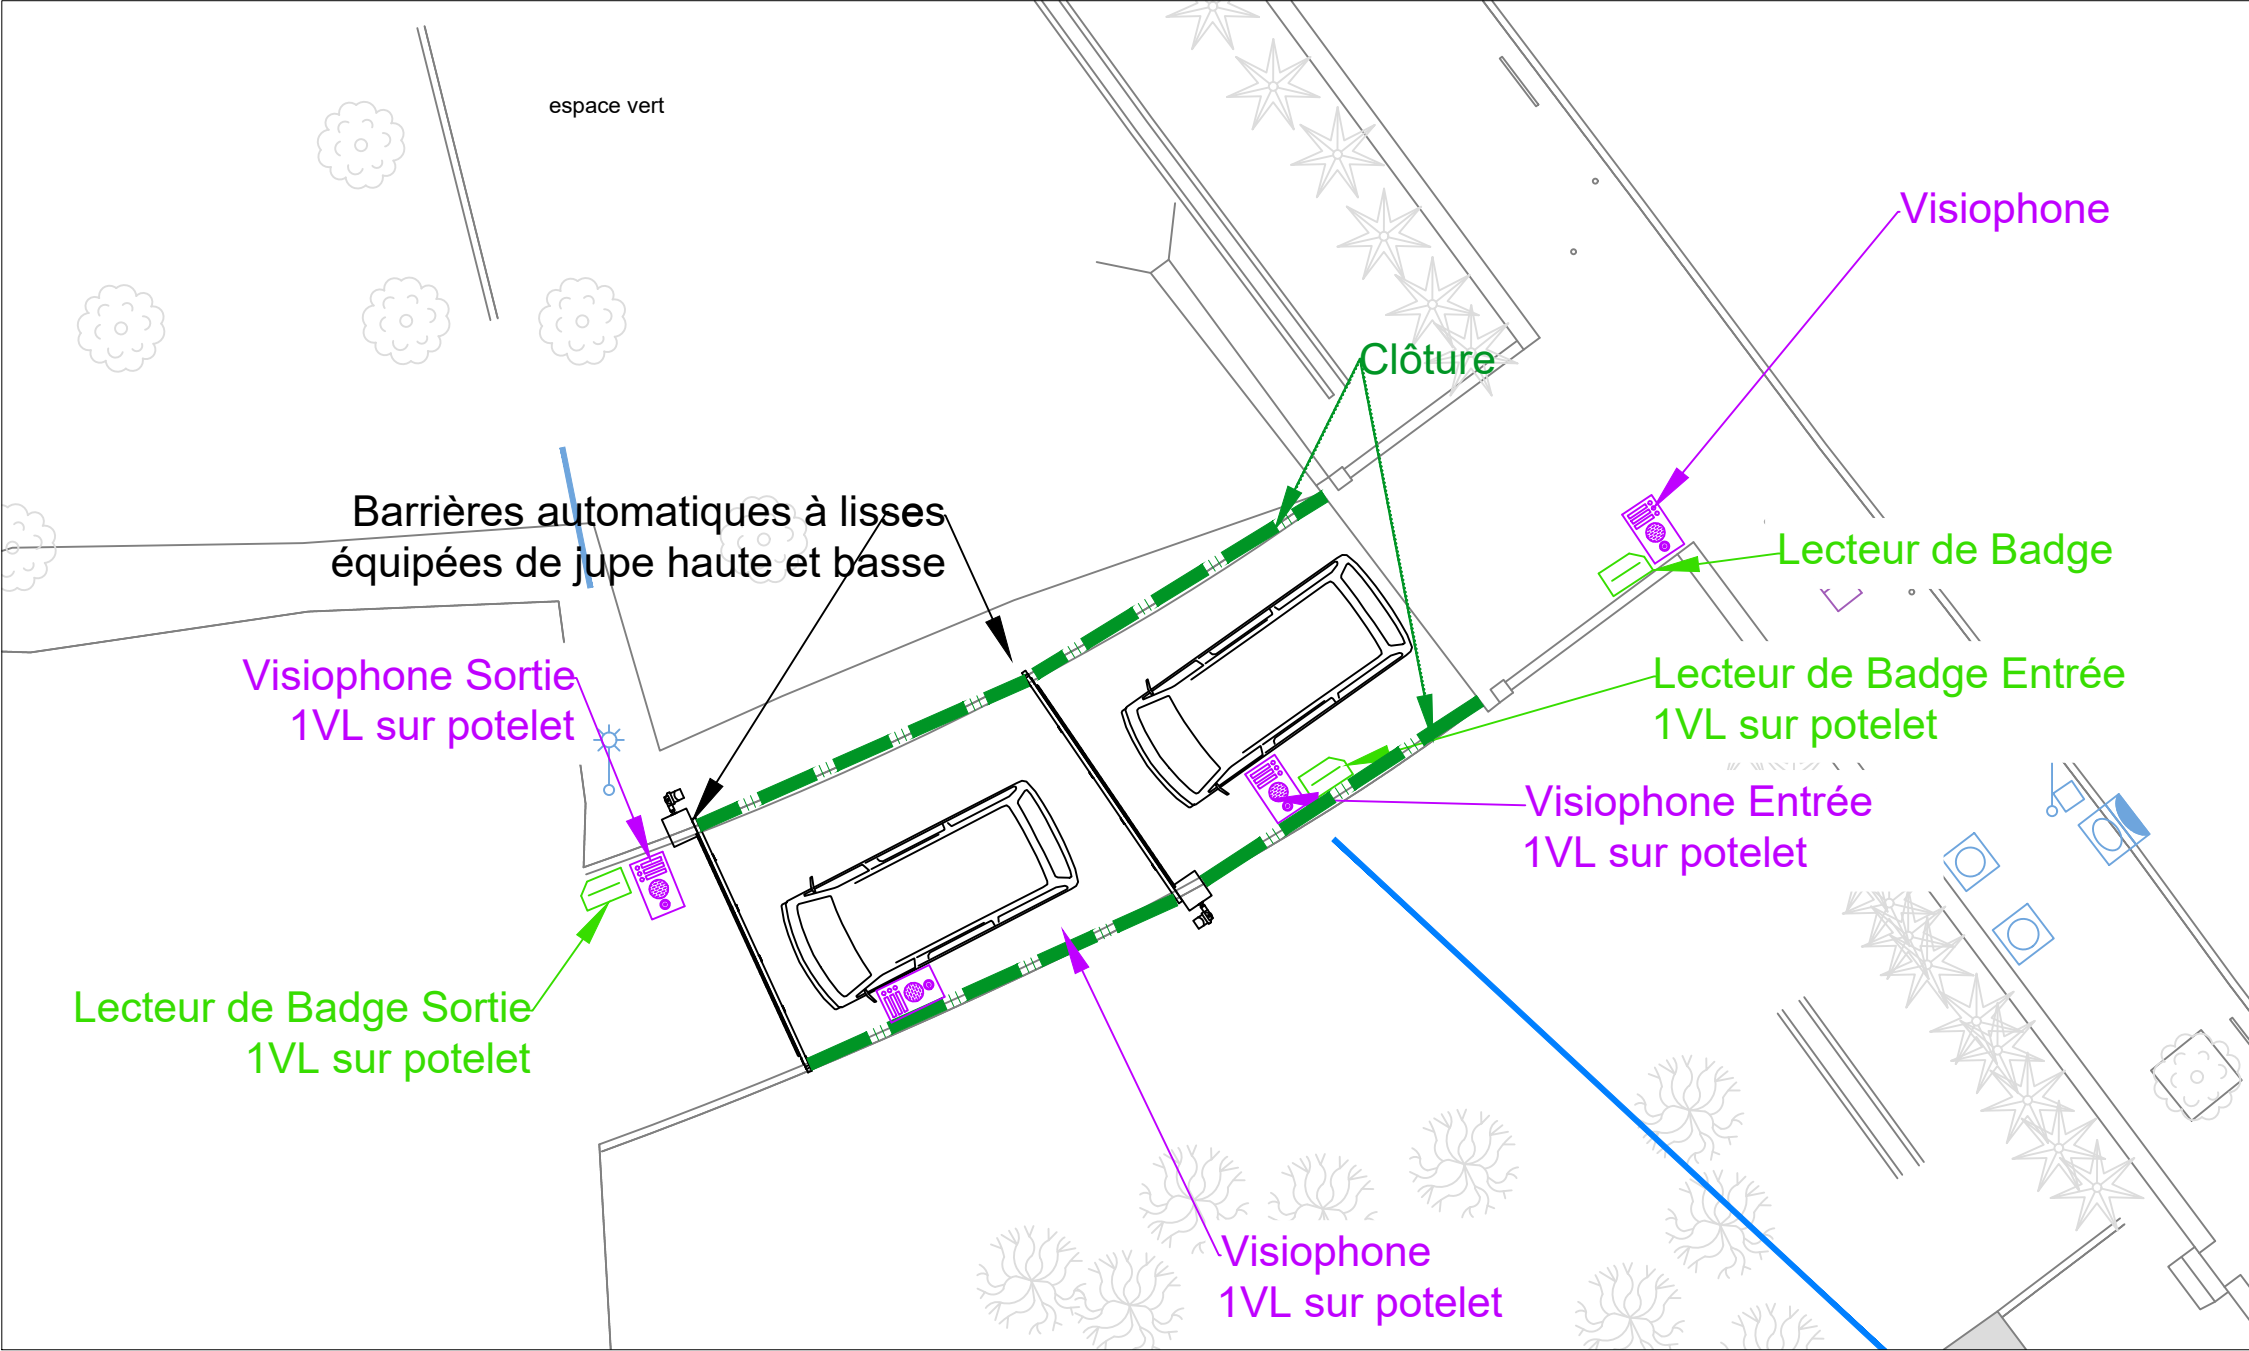 espace vert
Visiophone
Clôture
Barrières automatiques à lisses
équipées de jupe haute et basse
Lecteur de Badge
Visiophone Sortie
1VL sur potelet
Lecteur de Badge Entrée
1VL sur potelet
Visiophone Entrée
1VL sur potelet
Lecteur de Badge Sortie
1VL sur potelet
Visiophone
1VL sur potelet